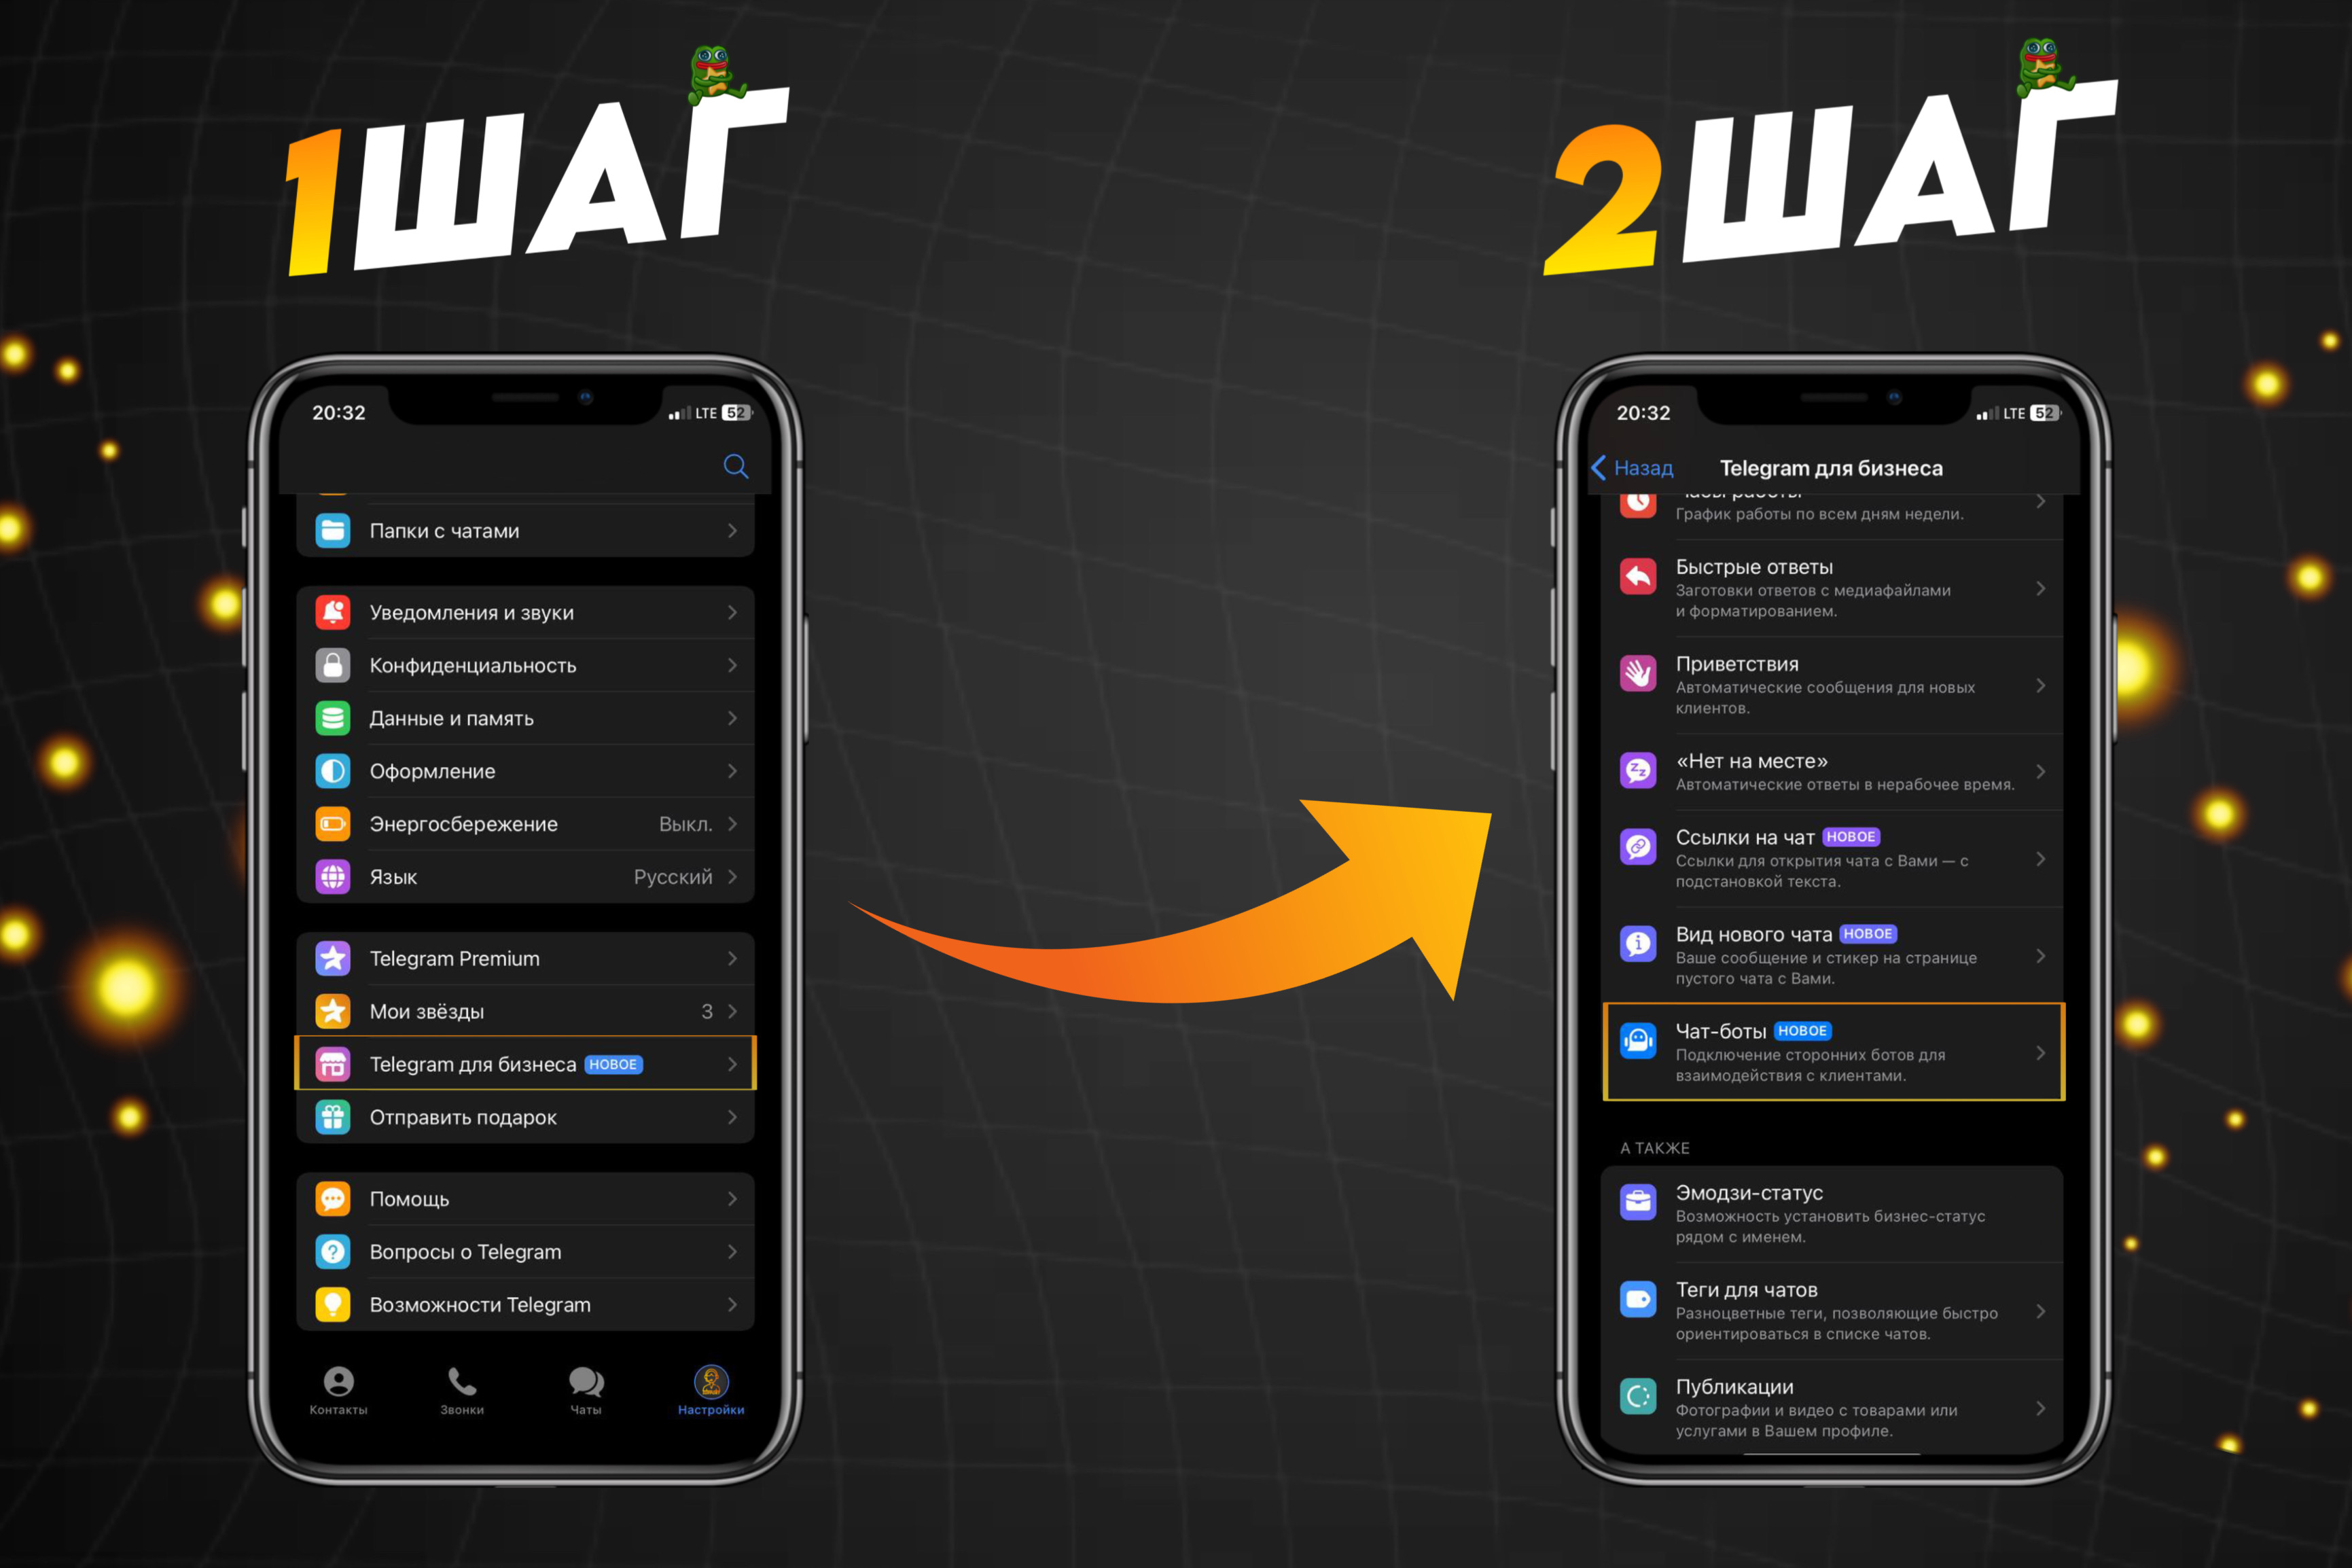 1ШАГ
2ШАГ
20:32
LTE 52
Папки с чатами
Уведомления и звуки
Конфиденциальность
Данные и память
Оформление
Энергосбережение Выкл.
Язык Русский
Telegram Premium
Мои звёзды 3
Telegram для бизнеса НОВОЕ
Отправить подарок
Помощь
Вопросы о Telegram
Возможности Telegram
Контакты Звонки Чаты Настройки
20:32
LTE 52
Назад Telegram для бизнеса
Часы работы
График работы по всем дням недели.
Быстрые ответы
Заготовки ответов с медиафайлами
и форматированием.
Приветствия
Автоматические сообщения для новых
клиентов.
«Нет на месте»
Автоматические ответы в нерабочее время.
Ссылки на чат НОВОЕ
Ссылки для открытия чата с Вами — с
подстановкой текста.
Вид нового чата НОВОЕ
Ваше сообщение и стикер на странице
пустого чата с Вами.
Чат-боты НОВОЕ
Подключение сторонних ботов для
взаимодействия с клиентами.
А ТАКЖЕ
Эмодзи-статус
Возможность установить бизнес-статус
рядом с именем.
Теги для чатов
Разноцветные теги, позволяющие быстро
ориентироваться в списке чатов.
Публикации
Фотографии и видео с товарами или
услугами в Вашем профиле.